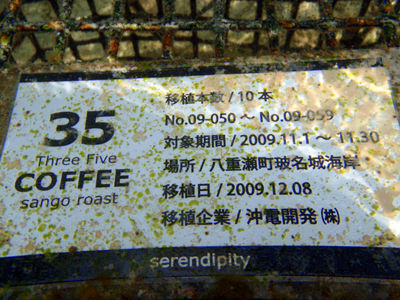 35
Three Five
COFFEE
sango roast
移植本数 / 10 本
No.09-050 ～ No.09-059
対象期間 / 2009.11.1 ～ 11.30
場所 / 八重瀬町玻名城海岸
移植日 / 2009.12.08
移植企業 / 沖電開発 ㈱
serendipity